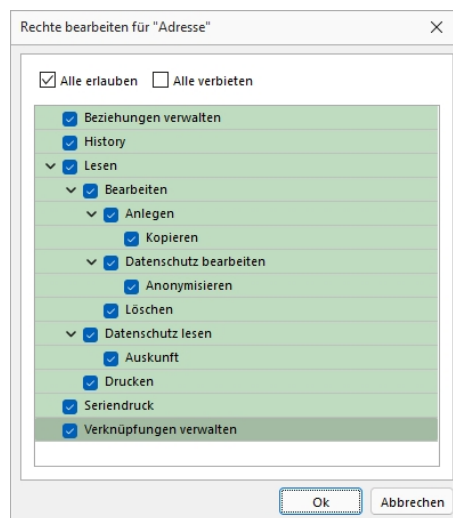 Rechte bearbeiten für "Adresse"
Alle erlauben Alle verbieten
Beziehungen verwalten
History
Lesen
Bearbeiten
Anlegen
Kopieren
Datenschutz bearbeiten
Anonymisieren
Löschen
Datenschutz lesen
Auskunft
Drucken
Seriendruck
Verknüpfungen verwalten
Ok Abbrechen